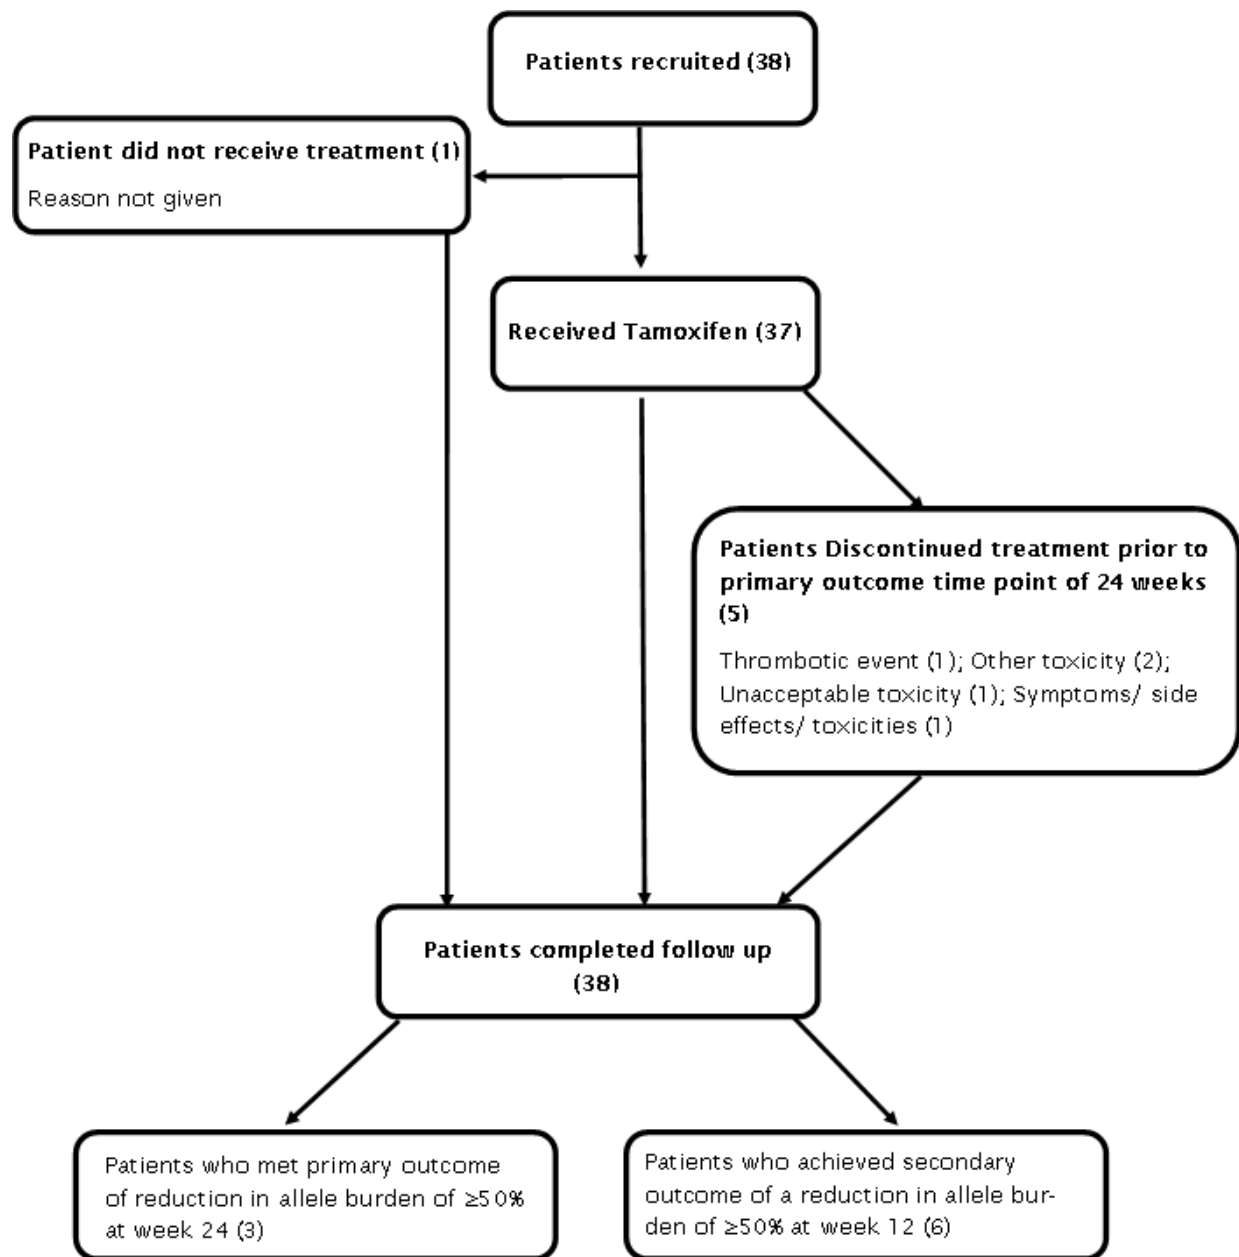 Patients recruited (38)
Patient did not receive treatment (1)
Reason not given
Received Tamoxifen (37)
Patients Discontinued treatment prior to
primary outcome time point of 24 weeks
(5)
Thrombotic event (1); Other toxicity (2);
Unacceptable toxicity (1); Symptoms/ side
effects/ toxicities (1)
Patients completed follow up
(38)
Patients who met primary outcome
of reduction in allele burden of ≥50%
at week 24 (3)
Patients who achieved secondary
outcome of a reduction in allele bur-
den of ≥50% at week 12 (6)